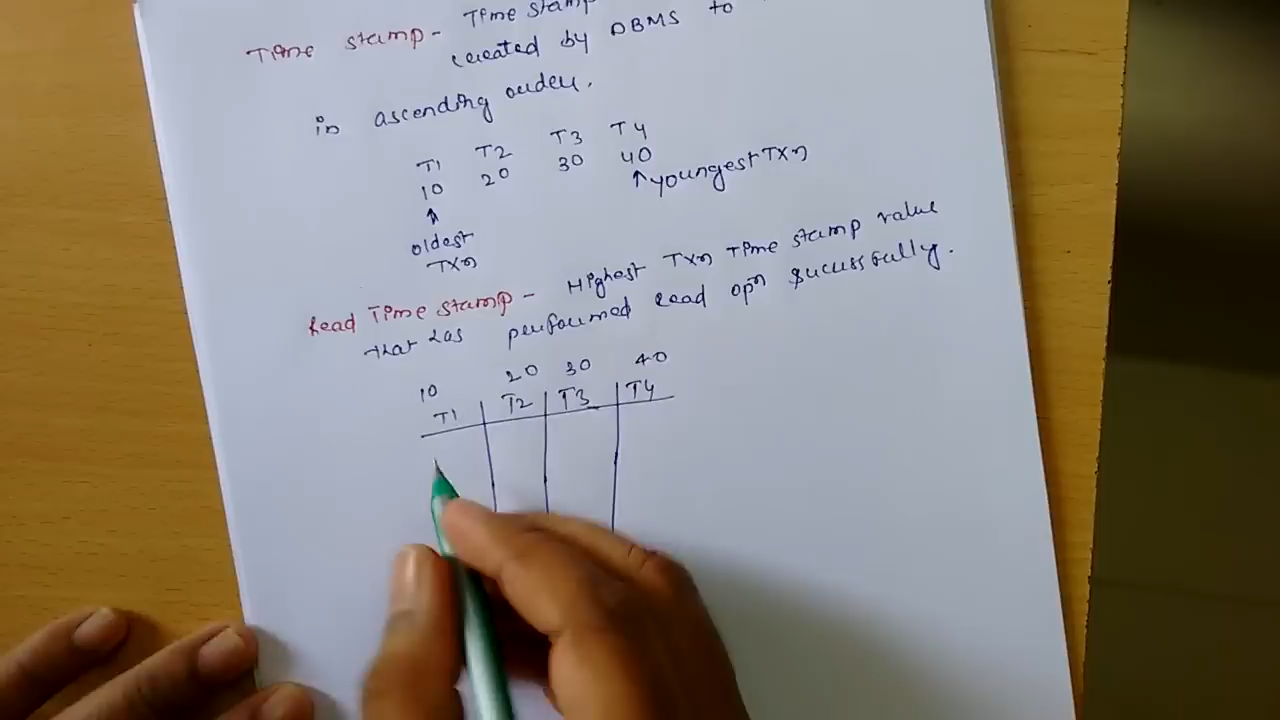 Time stamp - Time stamp
created by DBMS to
in ascending order.
T1 T2 T3 T4
10 20 30 40
↑ ↑ youngest TXn
oldest
TXn
Read Time stamp - Highest TXn Time stamp value
that has performed read opn sucussfully.
10 20 30 40
T1 T2 T3 T4